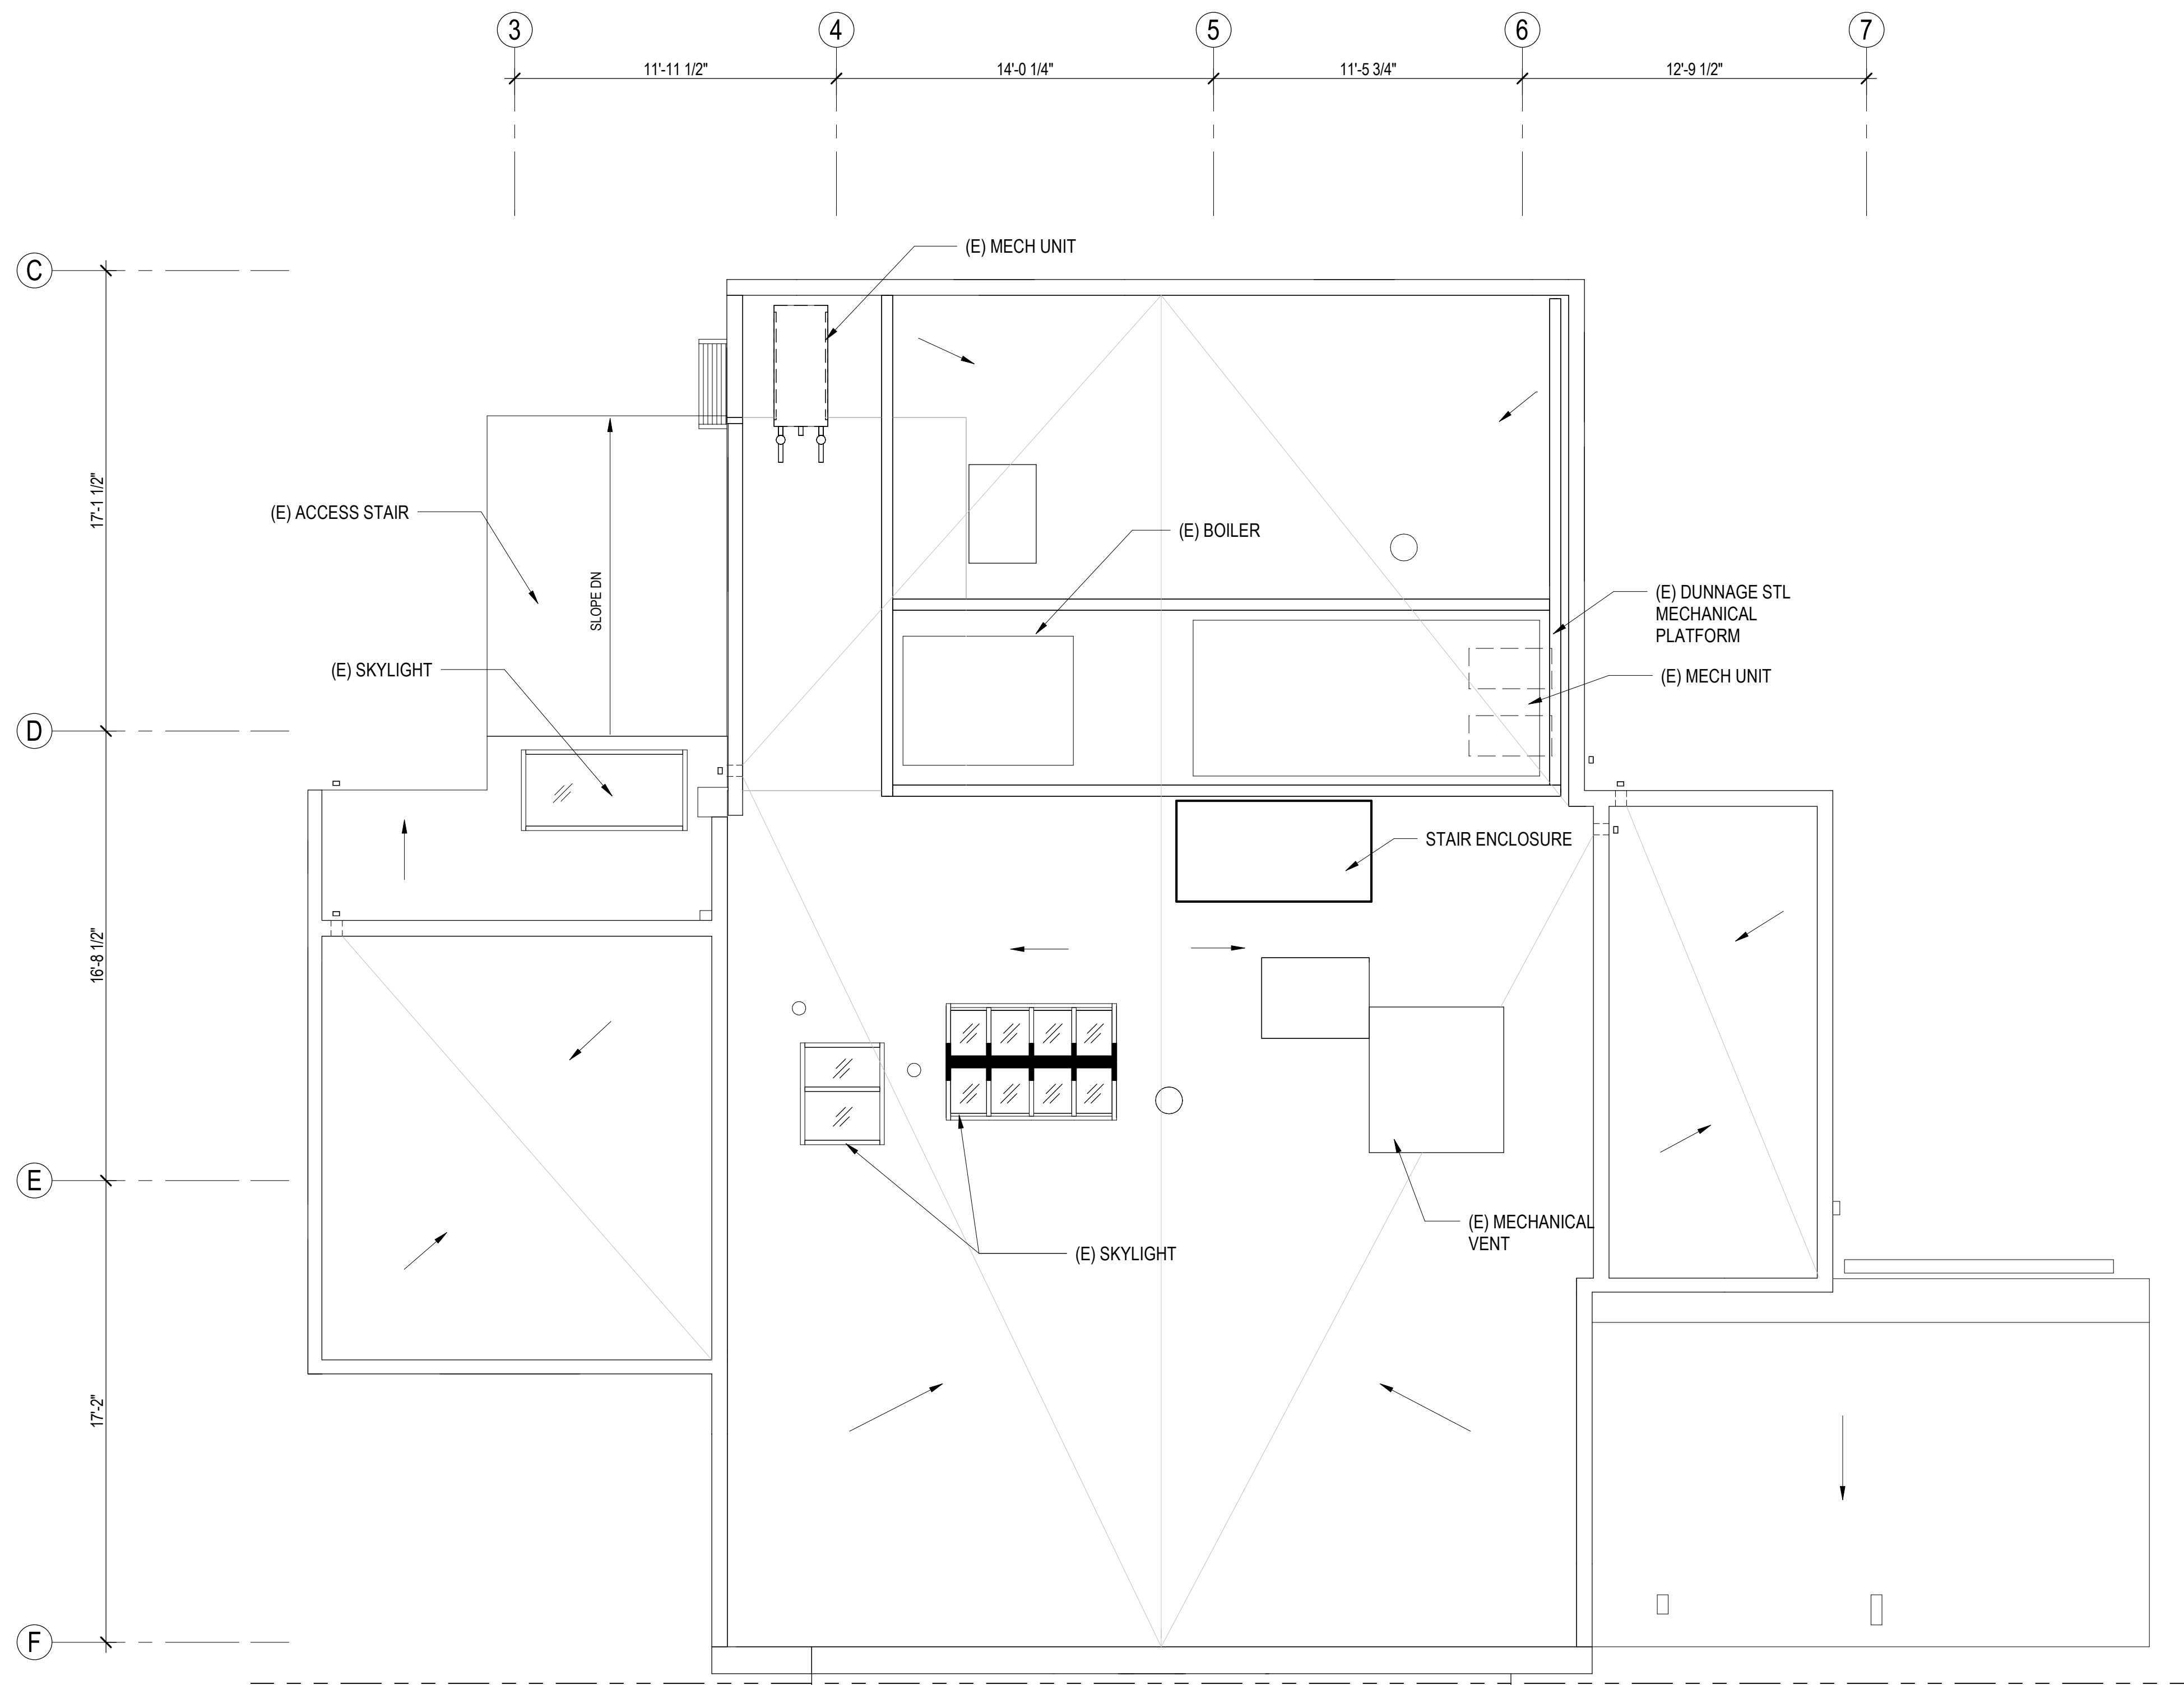 3
4
5
6
7
11'-11 1/2"
14'-0 1/4"
11'-5 3/4"
12'-9 1/2"
C
(E) MECH UNIT
17'-1 1/2"
(E) ACCESS STAIR
SLOPE DN
(E) BOILER
(E) DUNNAGE STL
MECHANICAL
PLATFORM
(E) SKYLIGHT
(E) MECH UNIT
D
STAIR ENCLOSURE
16'-8 1/2"
E
(E) MECHANICAL
VENT
(E) SKYLIGHT
17'-2"
F